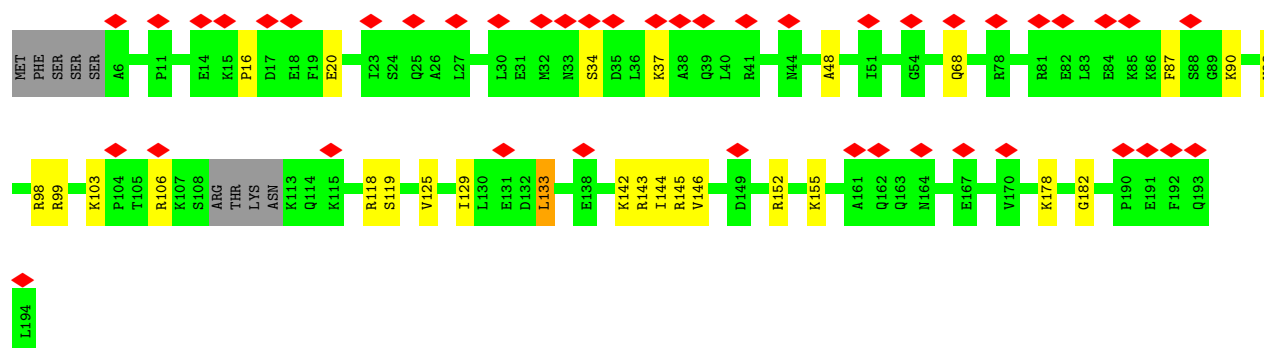 MET PHE SER SER SER A6 P11 E14 K15 P16 D17 E18 F19 E20 I23 S24 Q25 A26 L27 L30 E31 M32 N33 S34 D35 L36 K37 A38 Q39 L40 R41 N44 A48 I51 G54 Q68 R78 R81 E82 L83 E84 K85 K86 F87 S88 G89 K90
R98 R99 K103 P104 T105 R106 K107 S108 ARG THR LYS ASN K113 Q114 K115 R118 S119 V125 I129 L130 E131 D132 L133 E138 K142 R143 I144 R145 V146 D149 R152 K155 A161 Q162 Q163 N164 E167 V170 K178 G182 P190 E191 F192 Q193
L194